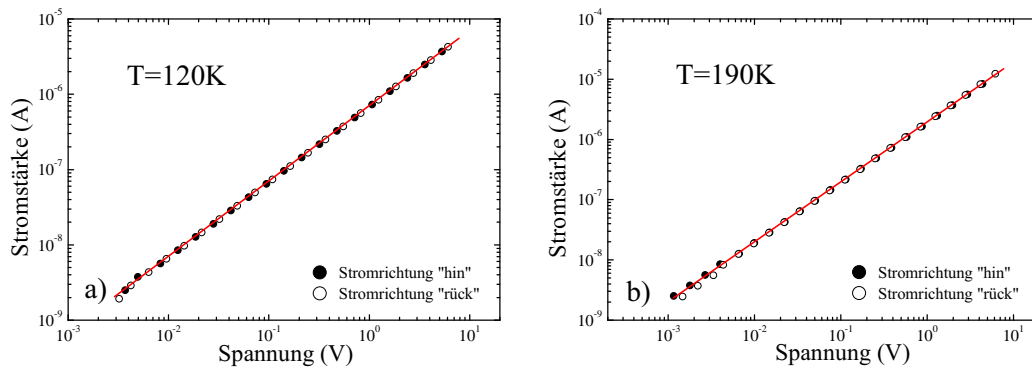 10⁻⁵
10⁻⁶
10⁻⁷
10⁻⁸
10⁻⁹
Stromstärke (A)
T=120K
a)
Stromrichtung "hin"
Stromrichtung "rück"
10⁻³ 10⁻² 10⁻¹ 10⁰ 10¹
Spannung (V)
10⁻⁴
10⁻⁵
10⁻⁶
10⁻⁷
10⁻⁸
10⁻⁹
Stromstärke (A)
T=190K
b)
Stromrichtung "hin"
Stromrichtung "rück"
10⁻³ 10⁻² 10⁻¹ 10⁰ 10¹
Spannung (V)